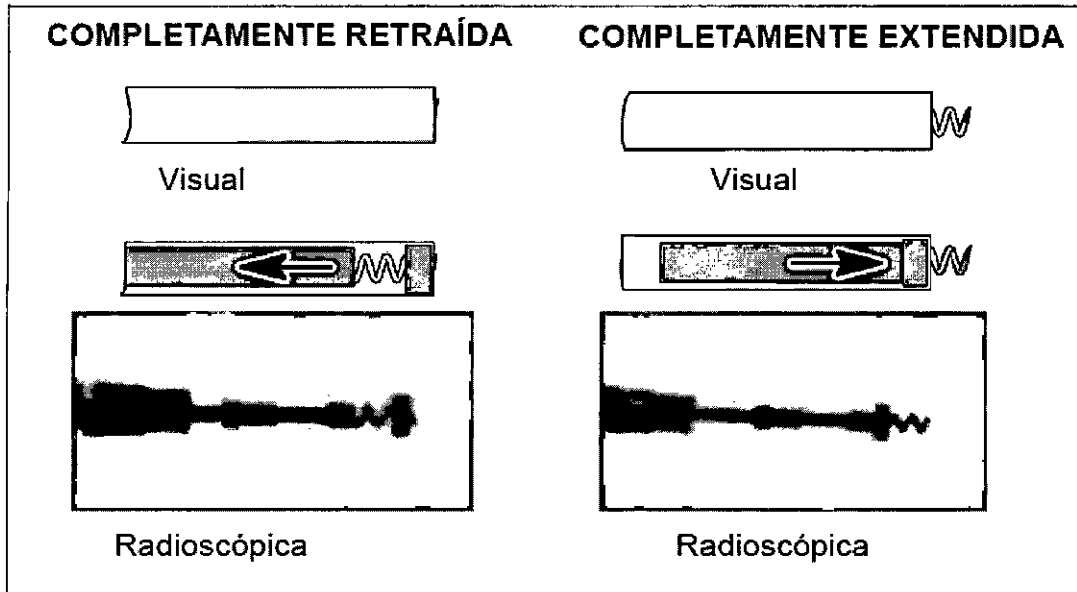 COMPLETAMENTE RETRAÍDA
COMPLETAMENTE EXTENDIDA
Visual
Visual
Radioscópica
Radioscópica